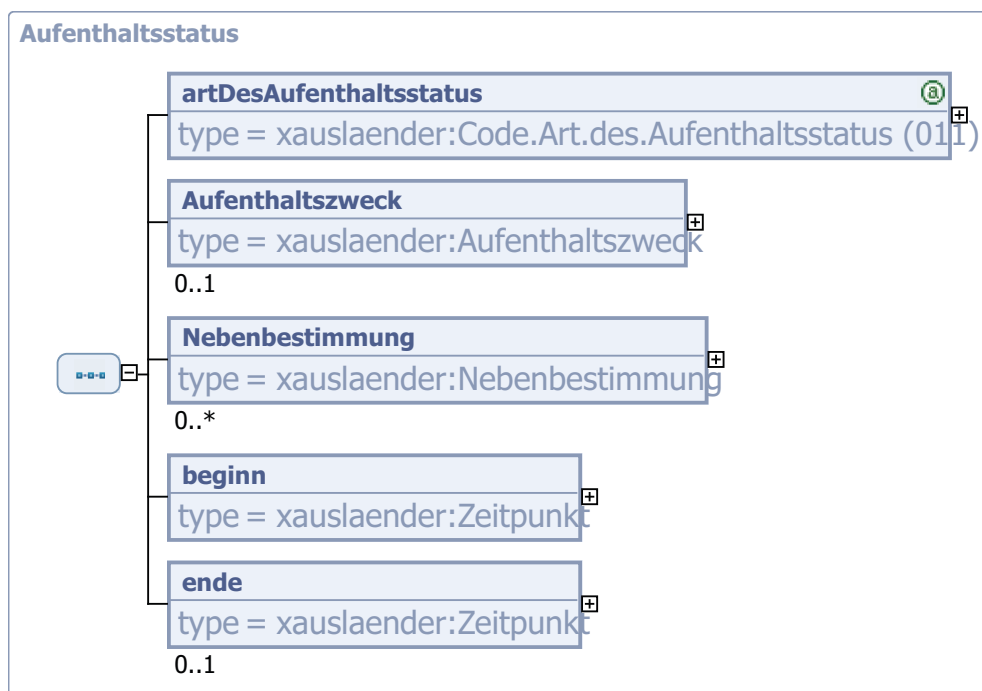 Aufenthaltsstatus
artDesAufenthaltsstatus
type = xauslaender:Code.Art.des.Aufenthaltsstatus (011)
Aufenthaltszweck
type = xauslaender:Aufenthaltszweck
0..1
Nebenbestimmung
type = xauslaender:Nebenbestimmung
0..*
beginn
type = xauslaender:Zeitpunkt
ende
type = xauslaender:Zeitpunkt
0..1